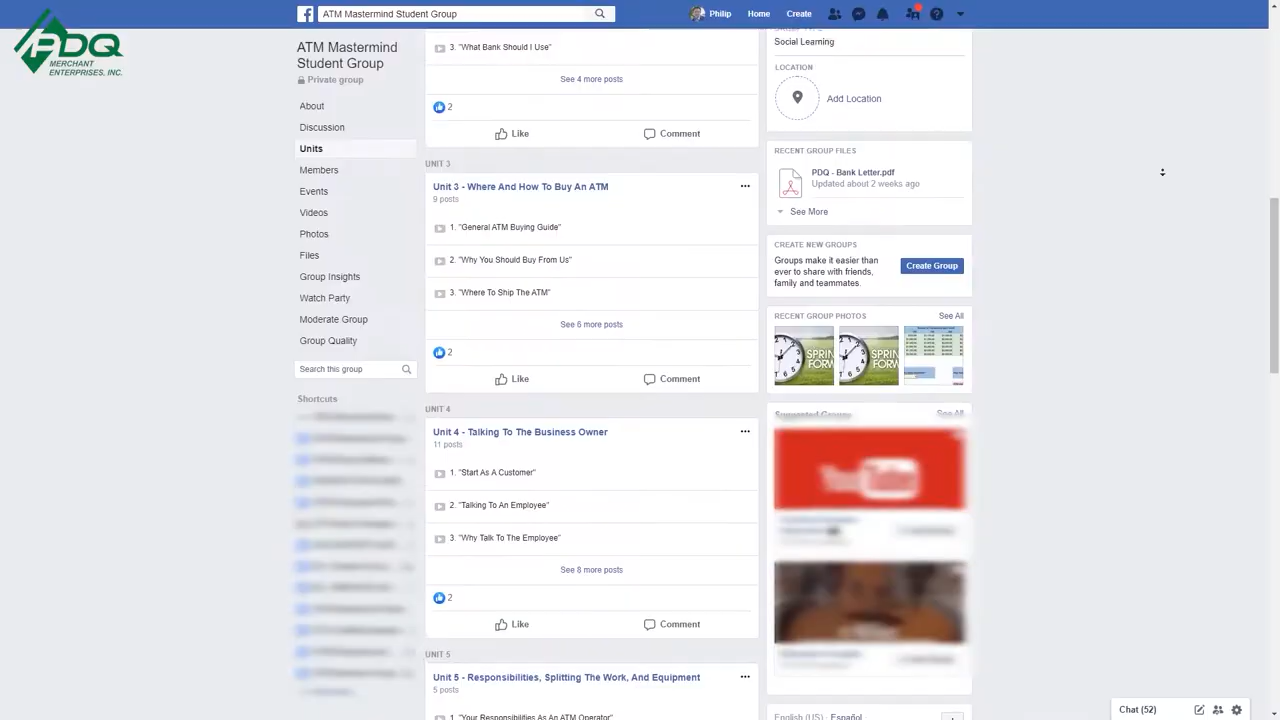 ATM Mastermind Student Group
Philip
Home
Create
PDQ
MERCHANT
ENTERPRISES, INC.
ATM Mastermind
Student Group
Private group
About
Discussion
Units
Members
Events
Videos
Photos
Files
Group Insights
Watch Party
Moderate Group
Group Quality
Search this group
Shortcuts
3. "What Bank Should I Use"
See 4 more posts
2
Like
Comment
UNIT 3
Unit 3 - Where And How To Buy An ATM
9 posts
1. "General ATM Buying Guide"
2. "Why You Should Buy From Us"
3. "Where To Ship The ATM"
See 6 more posts
2
Like
Comment
UNIT 4
Unit 4 - Talking To The Business Owner
11 posts
1. "Start As A Customer"
2. "Talking To An Employee"
3. "Why Talk To The Employee"
See 8 more posts
2
Like
Comment
UNIT 5
Unit 5 - Responsibilities, Splitting The Work, And Equipment
5 posts
1. "Your Responsibilities As An ATM Operator"
Social Learning
LOCATION
Add Location
RECENT GROUP FILES
PDQ - Bank Letter.pdf
Updated about 2 weeks ago
See More
CREATE NEW GROUPS
Groups make it easier than
ever to share with friends,
family and teammates.
Create Group
RECENT GROUP PHOTOS
See All
Suggested Groups
See All
English (US) · Español
Chat (52)